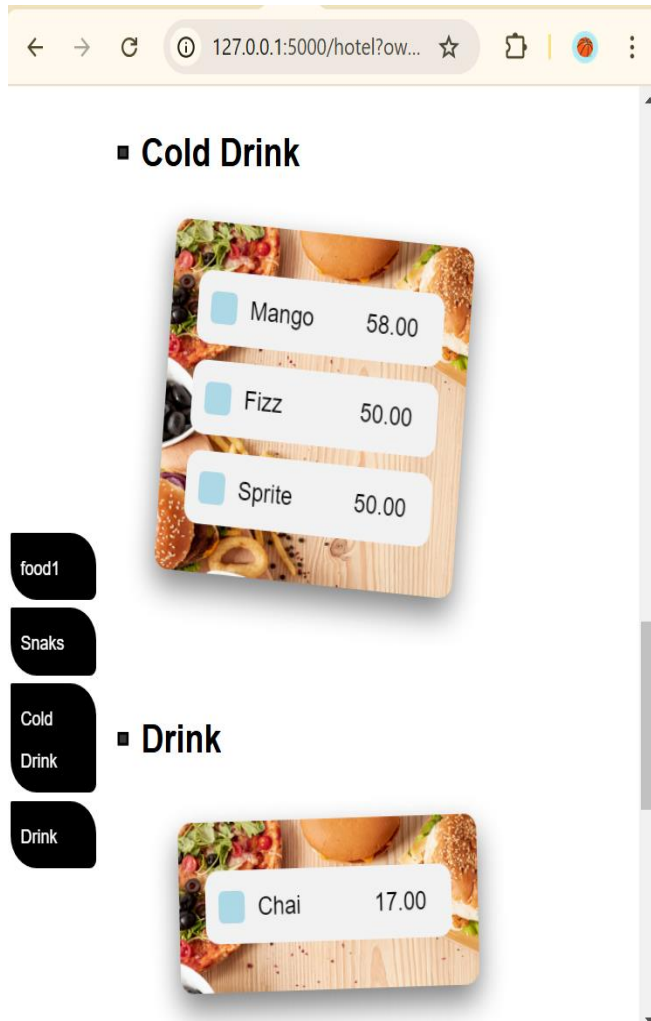 127.0.0.1:5000/hotel?ow...
Cold Drink
Mango 58.00
Fizz 50.00
Sprite 50.00
food1
Snaks
Cold
Drink
Drink
Drink
Chai 17.00